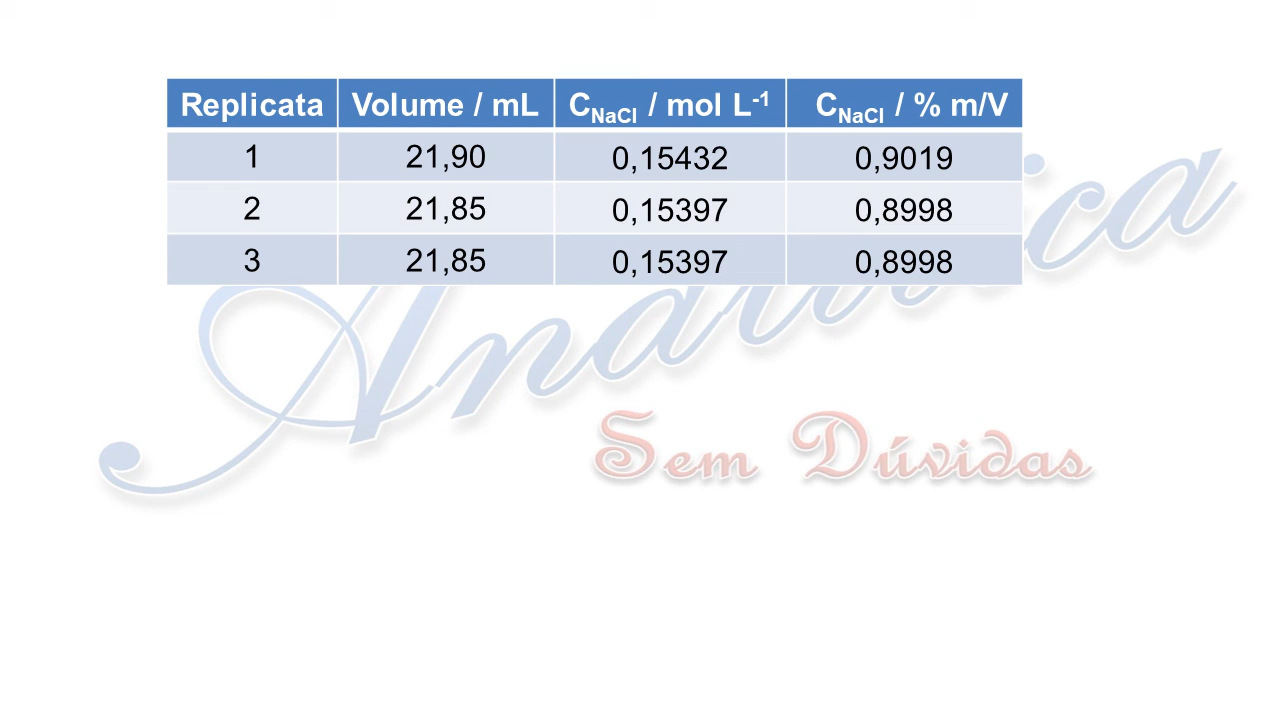 Replicata Volume / mL C_NaCl / mol L⁻¹ C_NaCl / % m/V
1 21,90 0,15432 0,9019
2 21,85 0,15397 0,8998
3 21,85 0,15397 0,8998
Analítica
Sem Dúvidas